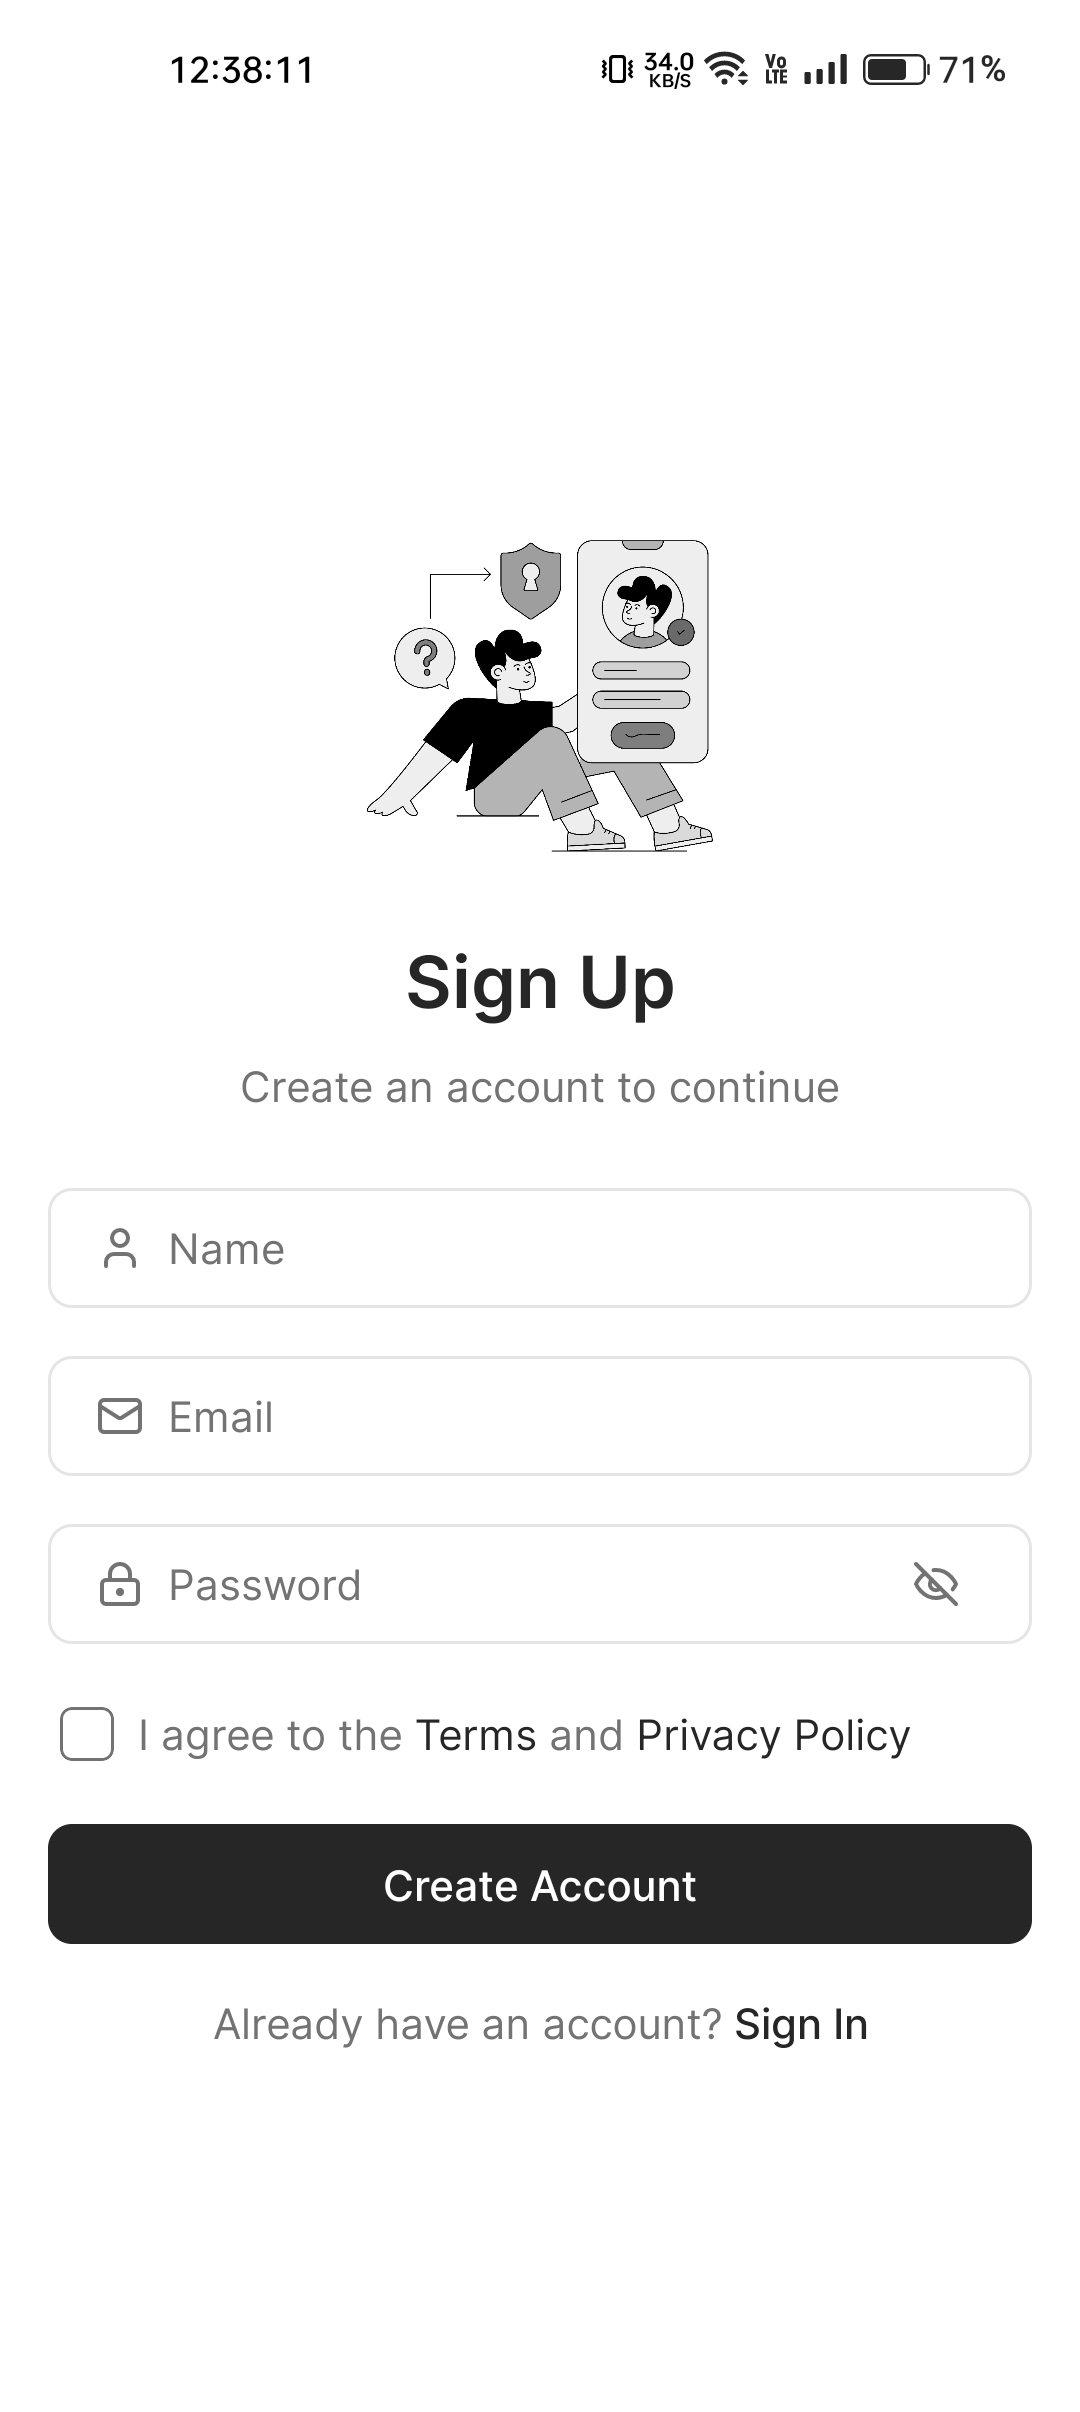 12:38:11 34.0 KB/S Vo LTE 71%
?
Sign Up
Create an account to continue
Name
Email
Password
I agree to the Terms and Privacy Policy
Create Account
Already have an account? Sign In